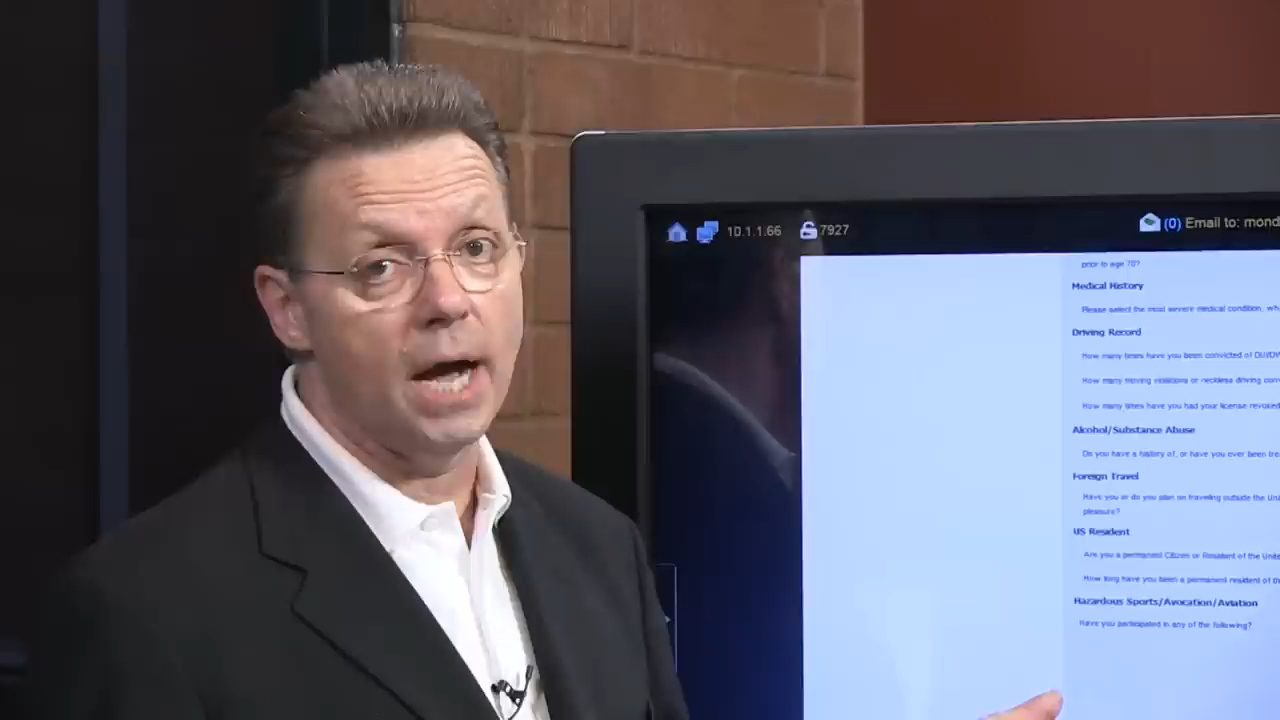 10.1.1.66 7927 (0) Email to: mond
prior to age 70?
Medical History
Please select the most severe medical condition, wh
Driving Record
How many times have you been convicted of DUI/DW
How many moving violations or reckless driving con
How many times have you had your license revoked
Alcohol/Substance Abuse
Do you have a history of, or have you ever been tre
Foreign Travel
Have you or do you plan on traveling outside the Uni
pleasure?
US Resident
Are you a permanent Citizen or Resident of the Unite
How long have you been a permanent resident of th
Hazardous Sports/Avocation/Aviation
Have you participated in any of the following?